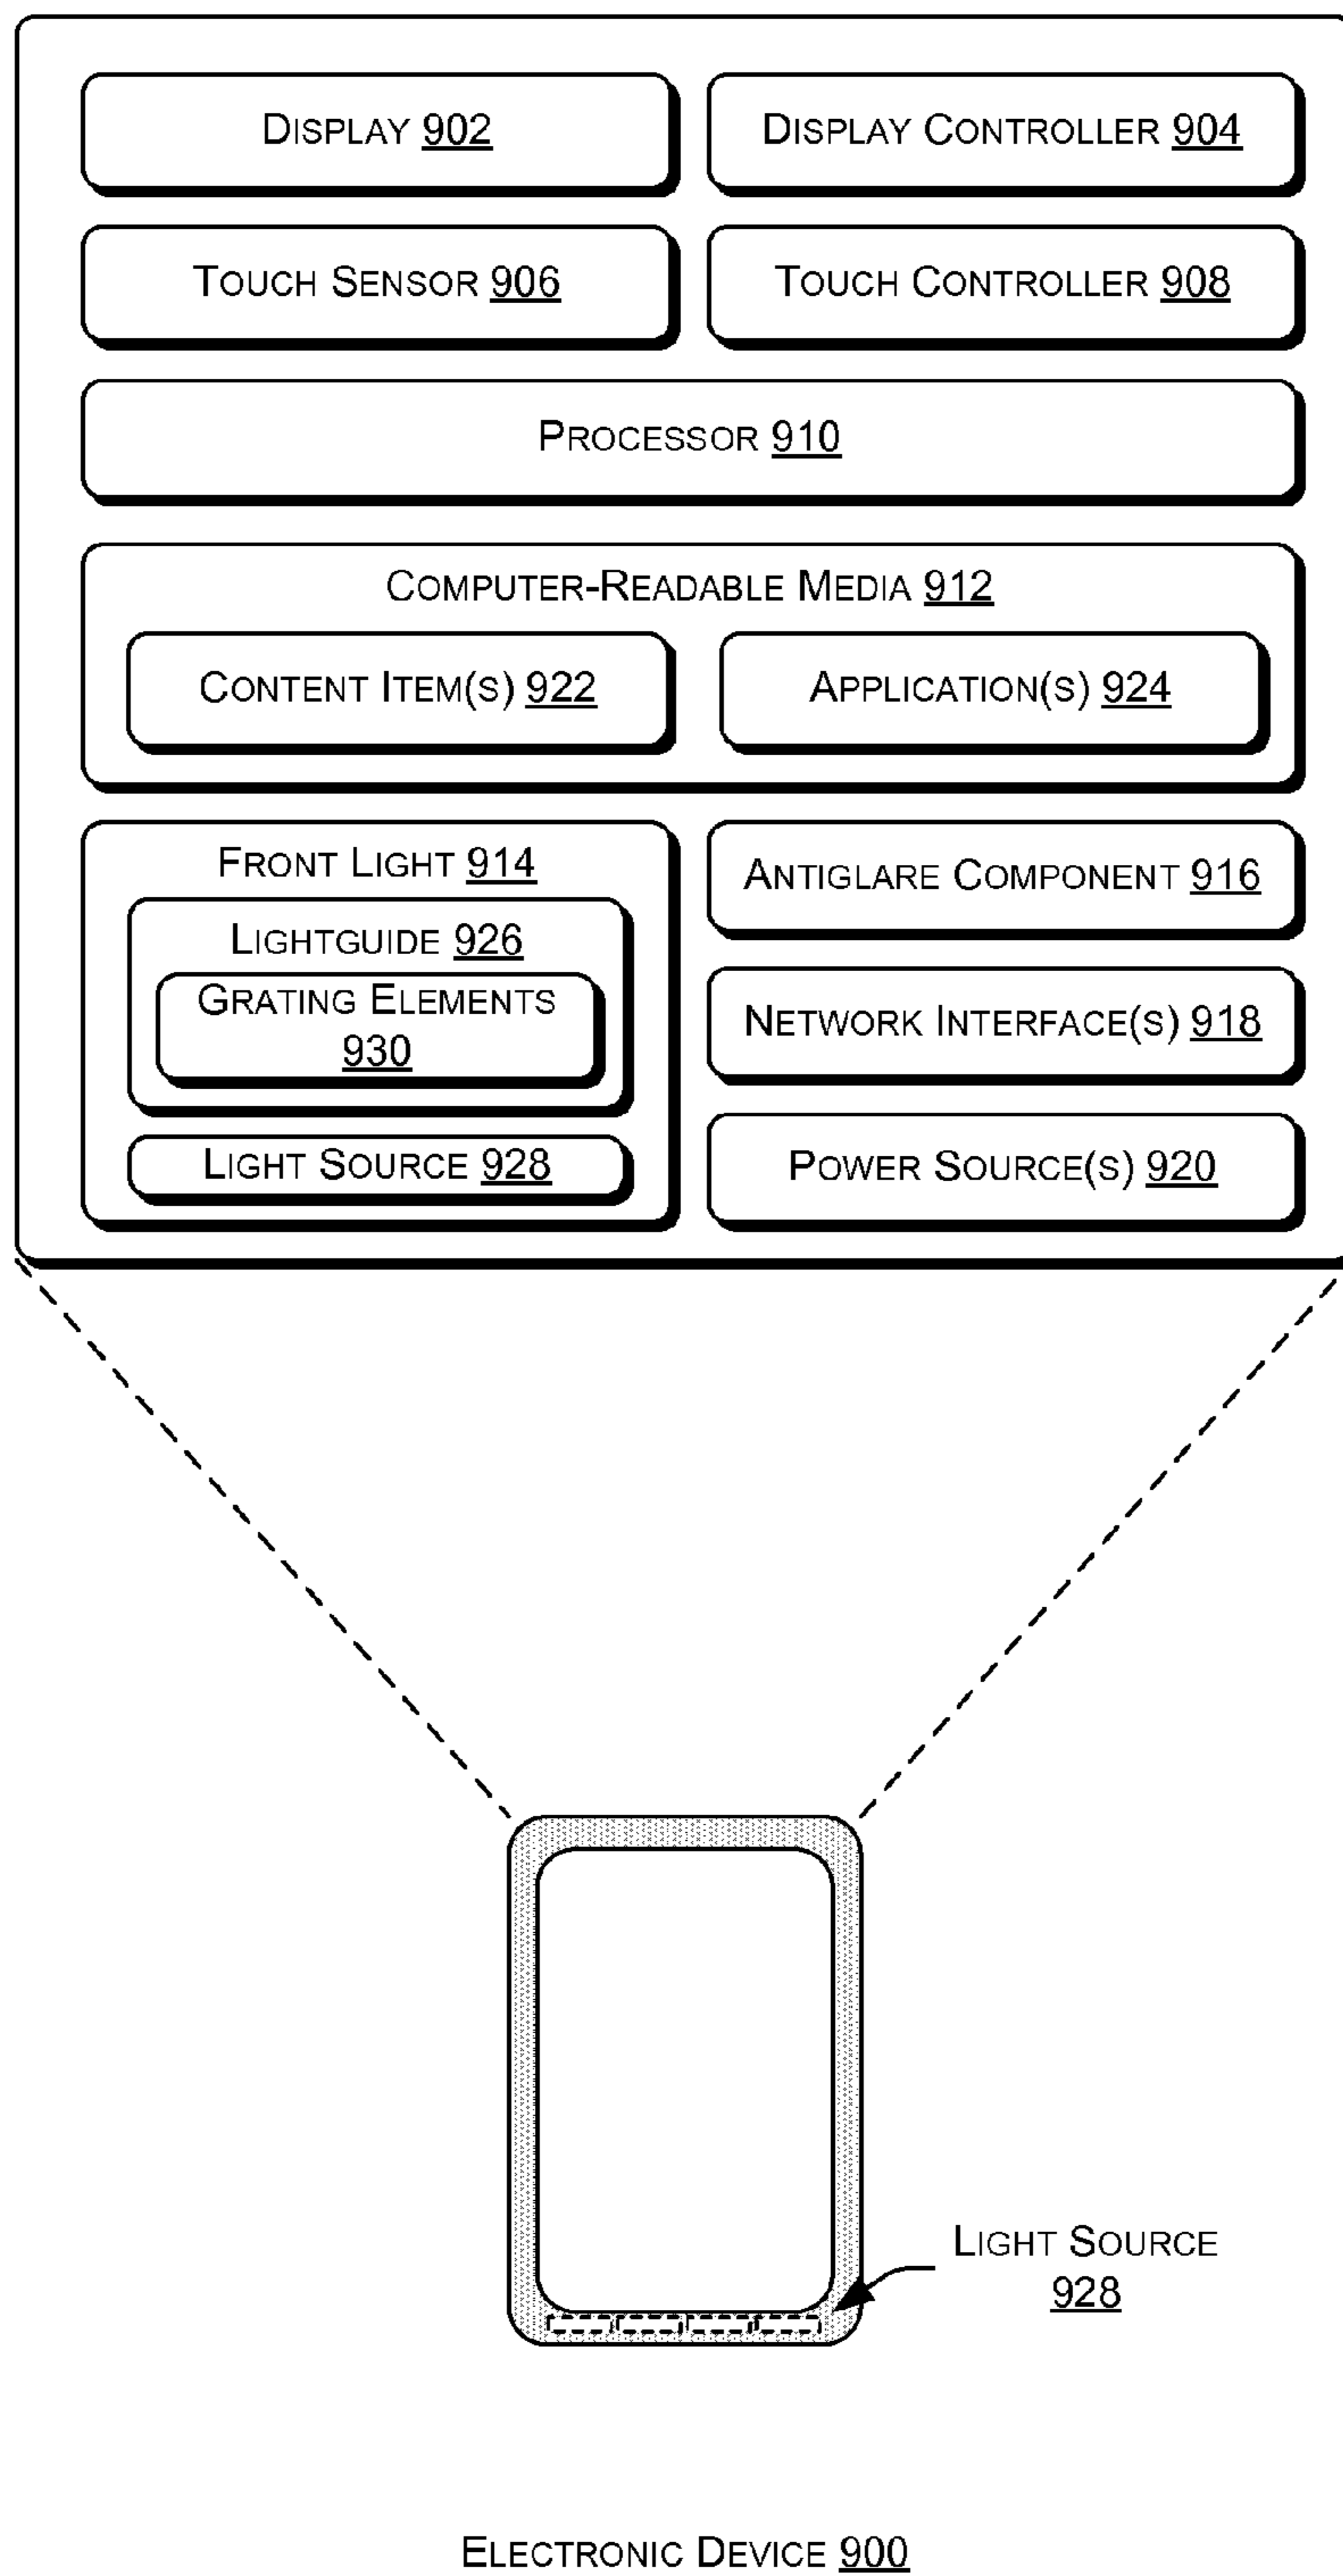 DISPLAY 902
DISPLAY CONTROLLER 904
TOUCH SENSOR 906
TOUCH CONTROLLER 908
PROCESSOR 910
COMPUTER-READABLE MEDIA 912
CONTENT ITEM(S) 922
APPLICATION(S) 924
FRONT LIGHT 914
LIGHTGUIDE 926
GRATING ELEMENTS
930
LIGHT SOURCE 928
ANTIGLARE COMPONENT 916
NETWORK INTERFACE(S) 918
POWER SOURCE(S) 920
LIGHT SOURCE
928
ELECTRONIC DEVICE 900